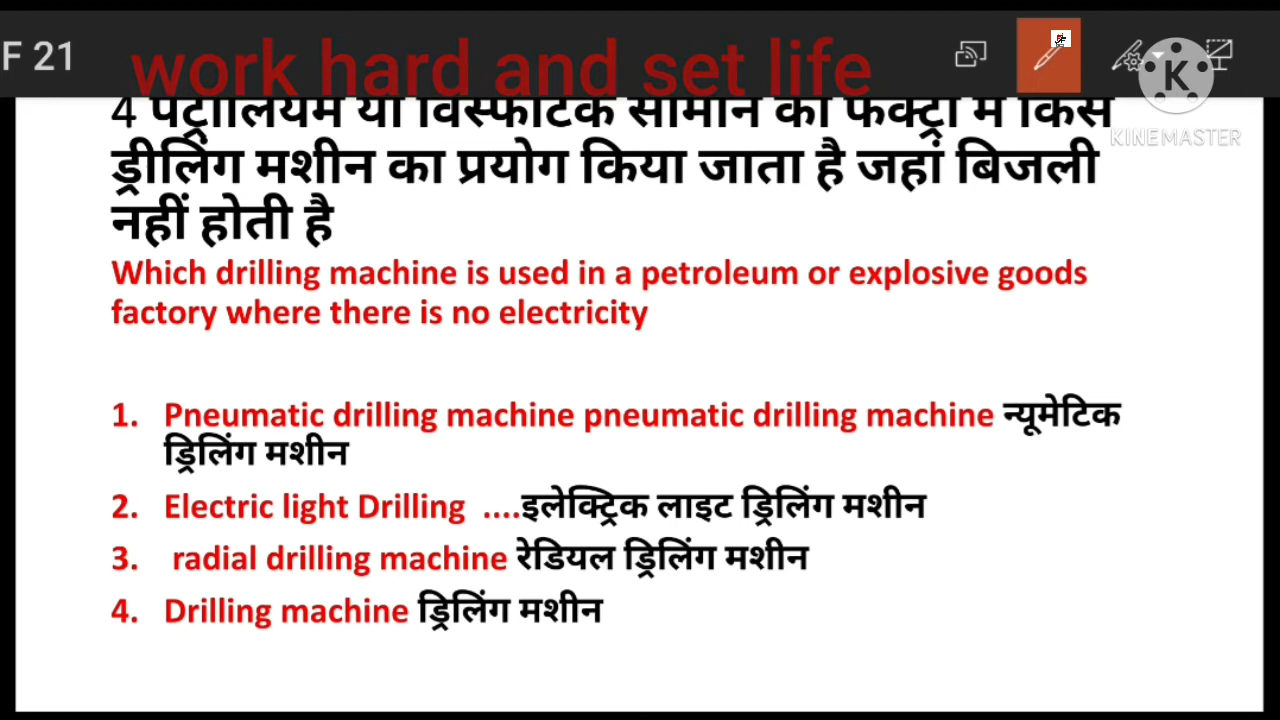 F 21
work hard and set life
KINEMASTER
4 पेट्रोलियम या विस्फोटक सामान की फैक्ट्री में किस
ड्रीलिंग मशीन का प्रयोग किया जाता है जहां बिजली
नहीं होती है
Which drilling machine is used in a petroleum or explosive goods
factory where there is no electricity
1. Pneumatic drilling machine pneumatic drilling machine न्यूमेटिक
ड्रिलिंग मशीन
2. Electric light Drilling ....इलेक्ट्रिक लाइट ड्रिलिंग मशीन
3. radial drilling machine रेडियल ड्रिलिंग मशीन
4. Drilling machine ड्रिलिंग मशीन